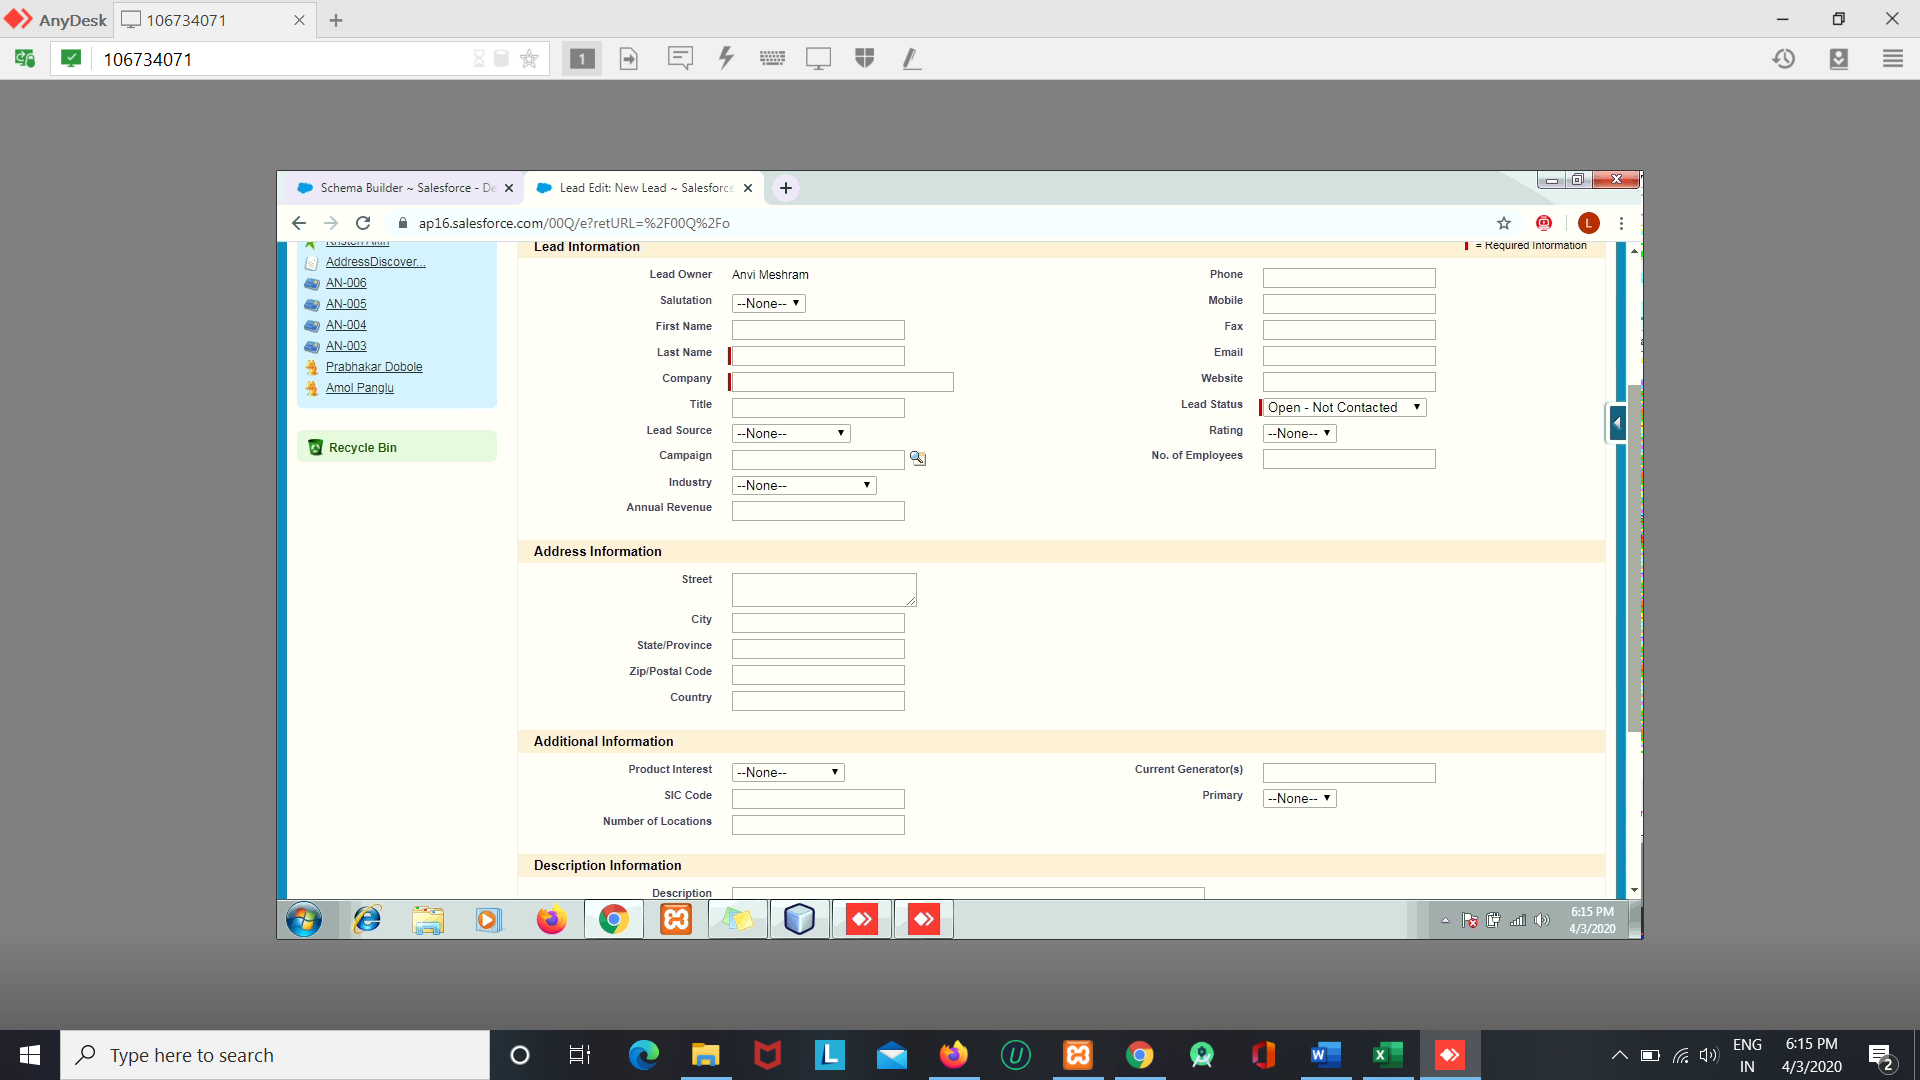 AnyDesk
106734071
106734071
1
Schema Builder ~ Salesforce - De
Lead Edit: New Lead ~ Salesforce
ap16.salesforce.com/00Q/e?retURL=%2F00Q%2Fo
L
Kristen Akin
AddressDiscover...
AN-006
AN-005
AN-004
AN-003
Prabhakar Dobole
Amol Panglu
Recycle Bin
Lead Information
= Required Information
Lead Owner Anvi Meshram
Phone
Salutation --None--
Mobile
First Name
Fax
Last Name
Email
Company
Website
Title
Lead Status Open - Not Contacted
Lead Source --None--
Rating --None--
Campaign
No. of Employees
Industry --None--
Annual Revenue
Address Information
Street
City
State/Province
Zip/Postal Code
Country
Additional Information
Product Interest --None--
Current Generator(s)
SIC Code
Primary --None--
Number of Locations
Description Information
Description
6:15 PM
4/3/2020
Type here to search
ENG
IN
6:15 PM
4/3/2020
2